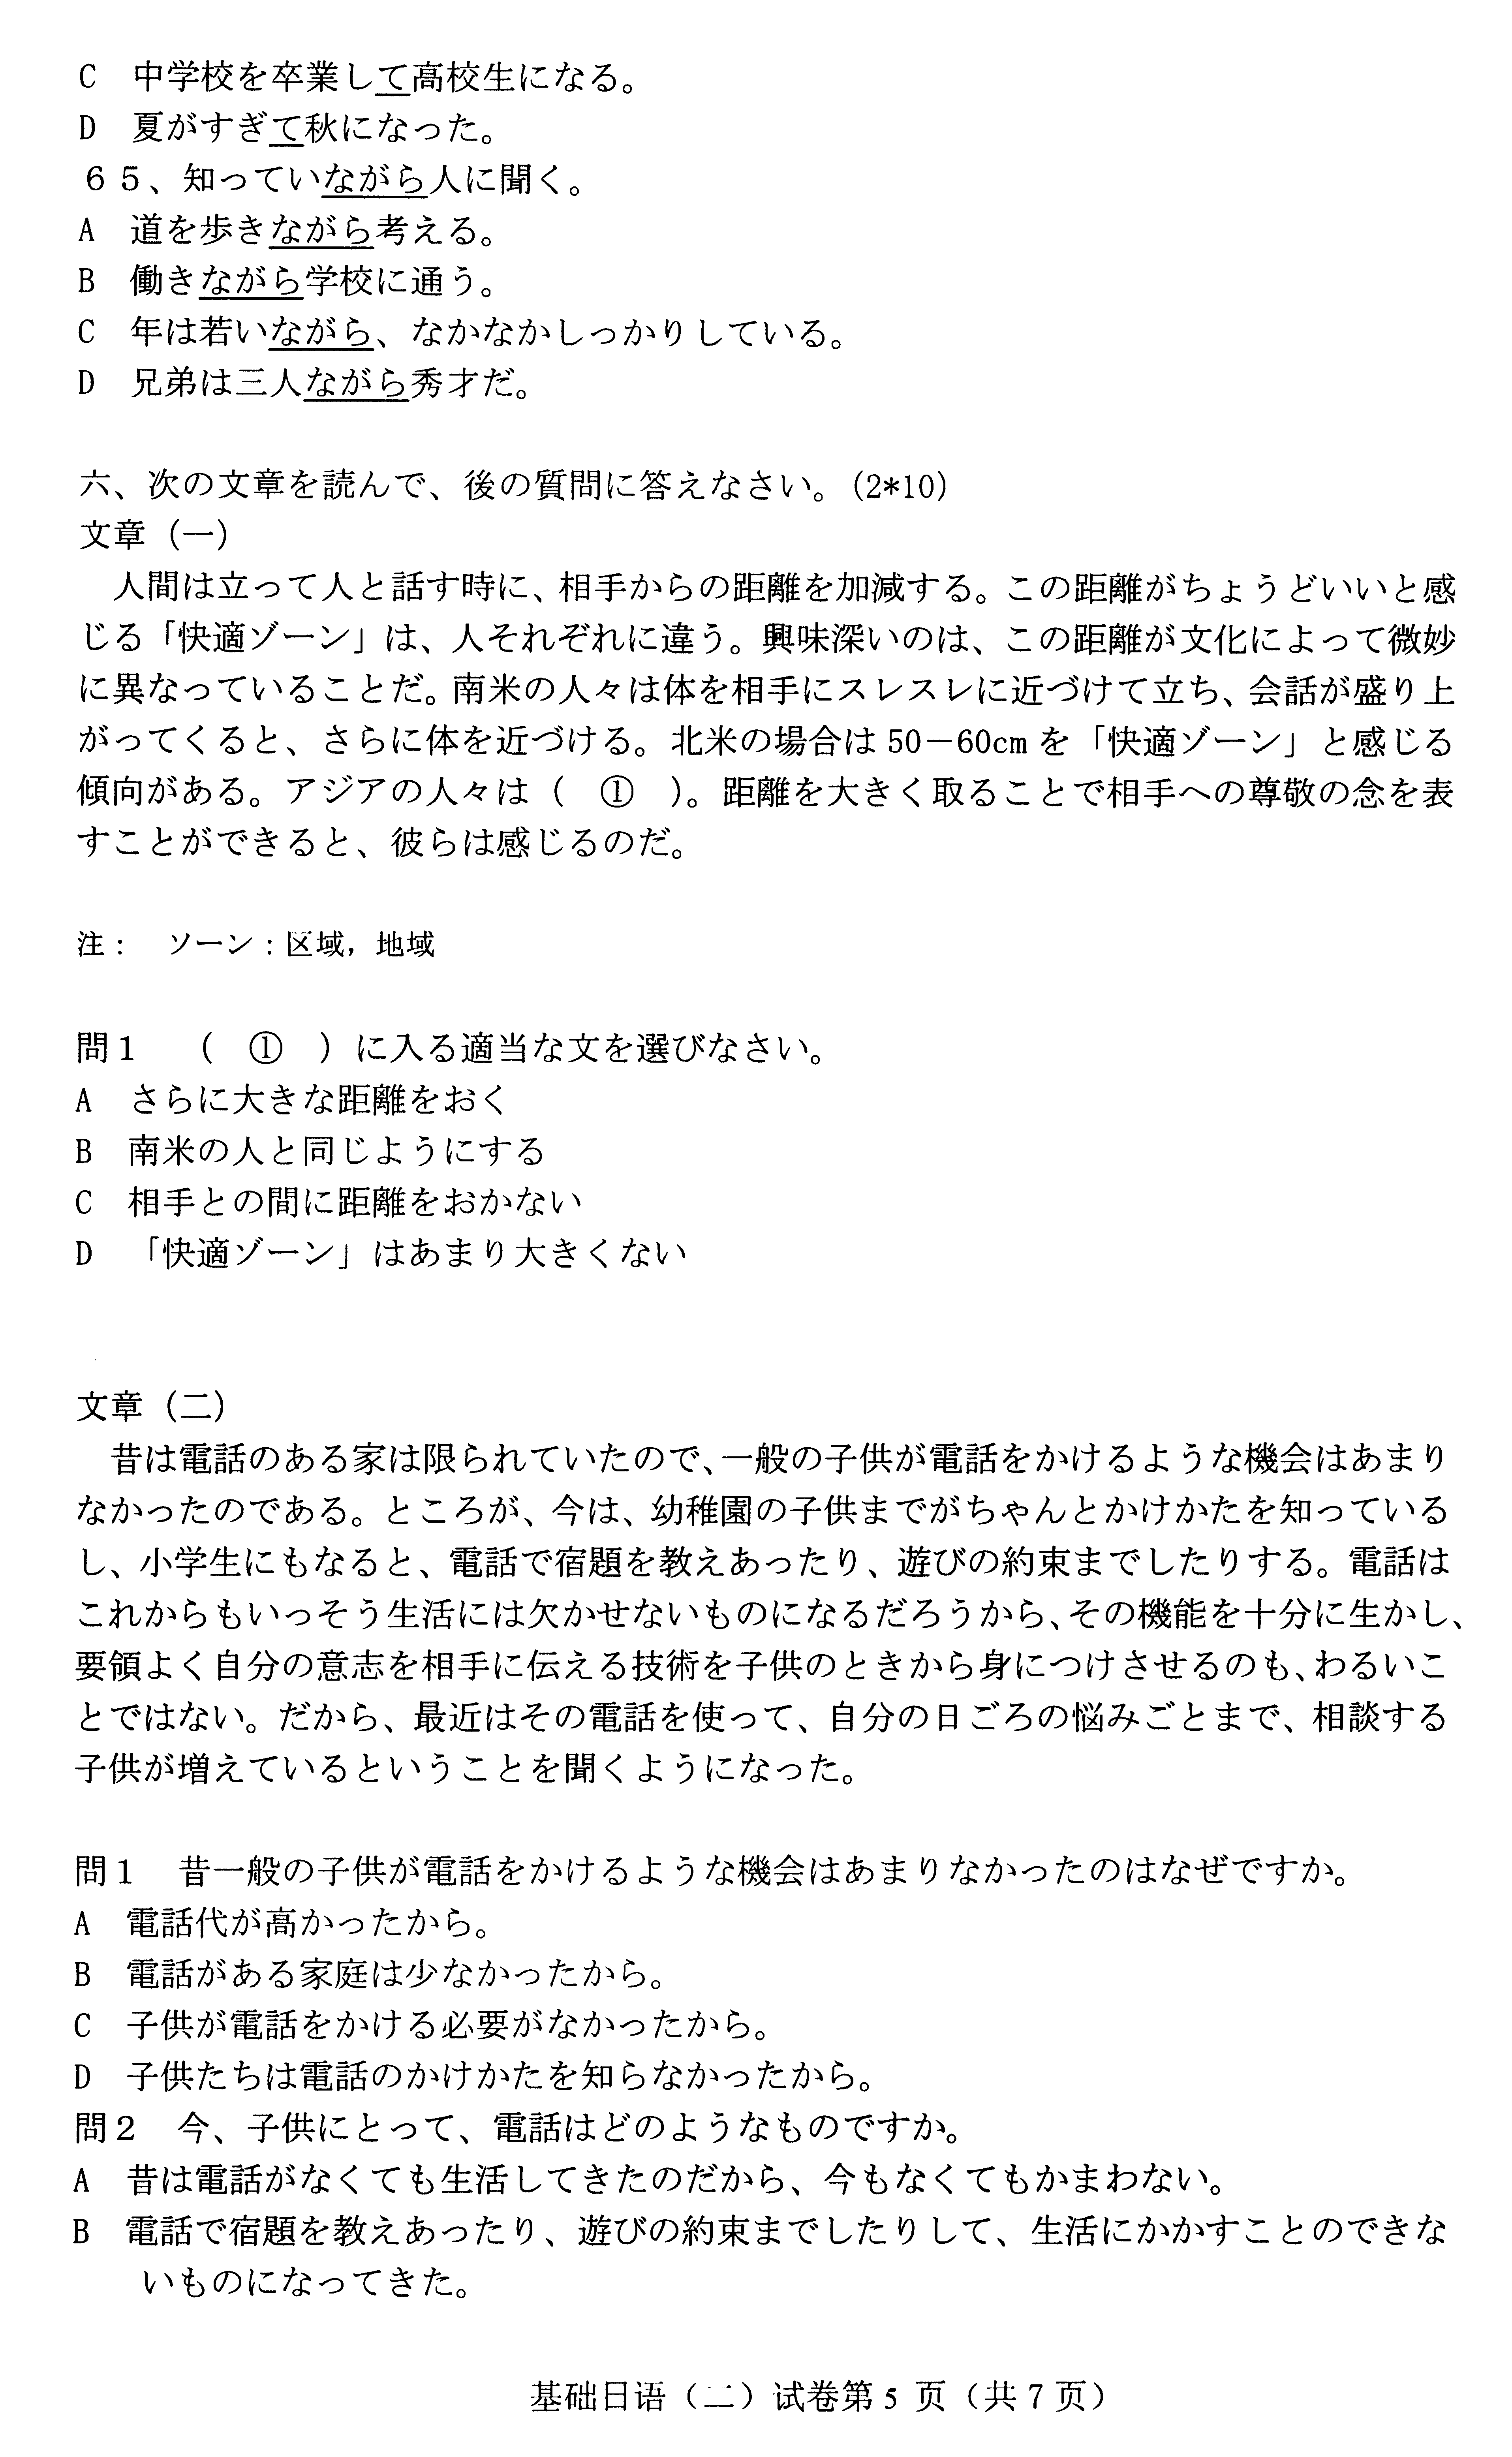 C　中学校を卒業して高校生になる。
D　夏がすぎて秋になった。
６５、知っていながら人に聞く。
A　道を歩きながら考える。
B　働きながら学校に通う。
C　年は若いながら、なかなかしっかりしている。
D　兄弟は三人ながら秀才だ。
六、次の文章を読んで、後の質問に答えなさい。（2*10）
文章（一）
　人間は立って人と話す時に、相手からの距離を加減する。この距離がちょうどいいと感
じる「快適ゾーン」は、人それぞれに違う。興味深いのは、この距離が文化によって微妙
に異なっていることだ。南米の人々は体を相手にスレスレに近づけて立ち、会話が盛り上
がってくると、さらに体を近づける。北米の場合は 50－60cm を「快適ゾーン」と感じる
傾向がある。アジアの人々は（　①　）。距離を大きく取ることで相手への尊敬の念を表
すことができると、彼らは感じるのだ。
注：　ソーン：区域，地域
問１　（　①　）に入る適当な文を選びなさい。
A　さらに大きな距離をおく
B　南米の人と同じようにする
C　相手との間に距離をおかない
D　「快適ゾーン」はあまり大きくない
文章（二）
　昔は電話のある家は限られていたので、一般の子供が電話をかけるような機会はあまり
なかったのである。ところが、今は、幼稚園の子供までがちゃんとかけかたを知っている
し、小学生にもなると、電話で宿題を教えあったり、遊びの約束までしたりする。電話は
これからもいっそう生活には欠かせないものになるだろうから、その機能を十分に生かし、
要領よく自分の意志を相手に伝える技術を子供のときから身につけさせるのも、わるいこ
とではない。だから、最近はその電話を使って、自分の日ごろの悩みごとまで、相談する
子供が増えているということを聞くようになった。
問１　昔一般の子供が電話をかけるような機会はあまりなかったのはなぜですか。
A　電話代が高かったから。
B　電話がある家庭は少なかったから。
C　子供が電話をかける必要がなかったから。
D　子供たちは電話のかけかたを知らなかったから。
問２　今、子供にとって、電話はどのようなものですか。
A　昔は電話がなくても生活してきたのだから、今もなくてもかまわない。
B　電話で宿題を教えあったり、遊びの約束までしたりして、生活にかかすことのできな
いものになってきた。
基础日语（二）试卷第 5 页（共 7 页）